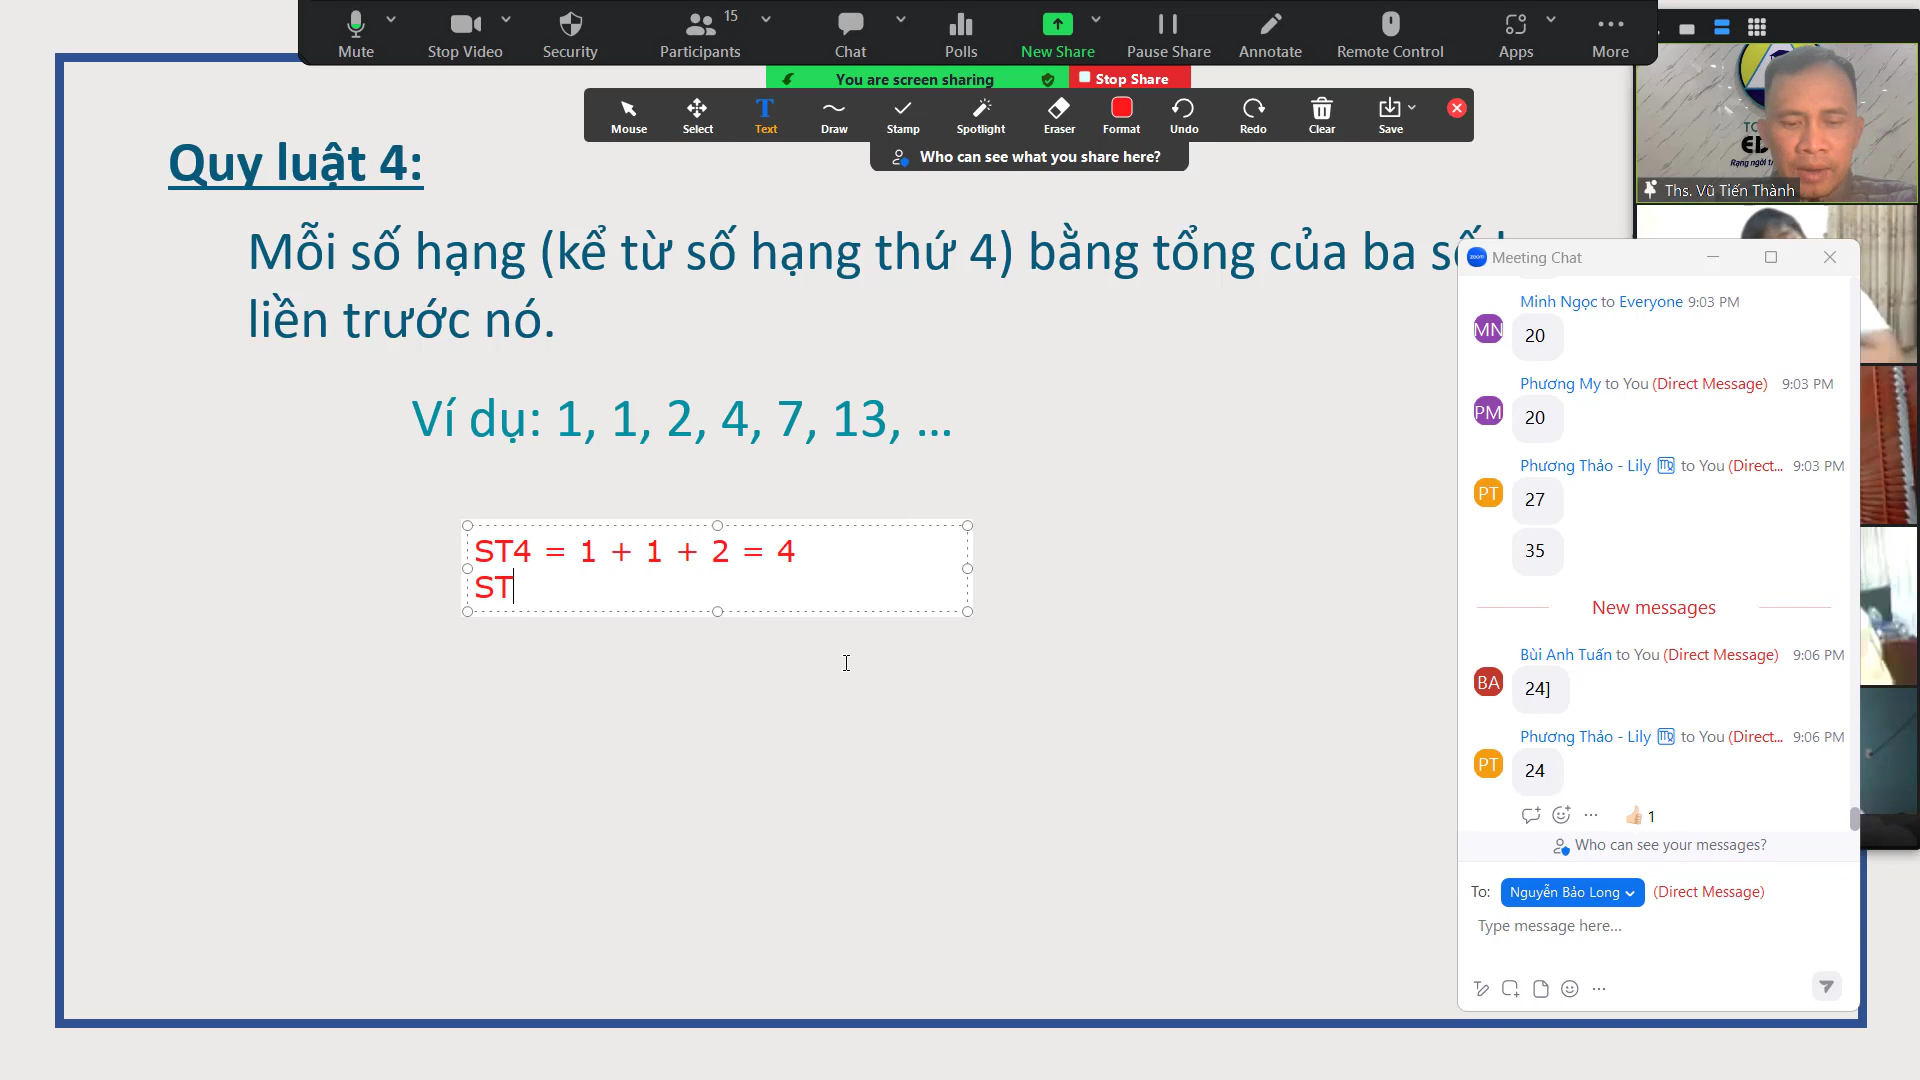 Mute
Stop Video
Security
Participants
15
Chat
Polls
New Share
Pause Share
Annotate
Remote Control
Apps
More
You are screen sharing
Stop Share
Mouse
Select
Text
Draw
Stamp
Spotlight
Eraser
Format
Undo
Redo
Clear
Save
Who can see what you share here?
Quy luật 4:
Mỗi số hạng (kể từ số hạng thứ 4) bằng tổng của ba số
liền trước nó.
Ví dụ: 1, 1, 2, 4, 7, 13, ...
ST4 = 1 + 1 + 2 = 4
ST
Ths. Vũ Tiến Thành
zoom Meeting Chat
Minh Ngọc to Everyone 9:03 PM
MN
20
Phương My to You (Direct Message) 9:03 PM
PM
20
Phương Thảo - Lily ♍ to You (Direct... 9:03 PM
PT
27
35
New messages
Bùi Anh Tuấn to You (Direct Message) 9:06 PM
BA
24]
Phương Thảo - Lily ♍ to You (Direct... 9:06 PM
PT
24
👍🏻 1
Who can see your messages?
To: Nguyễn Bảo Long (Direct Message)
Type message here...